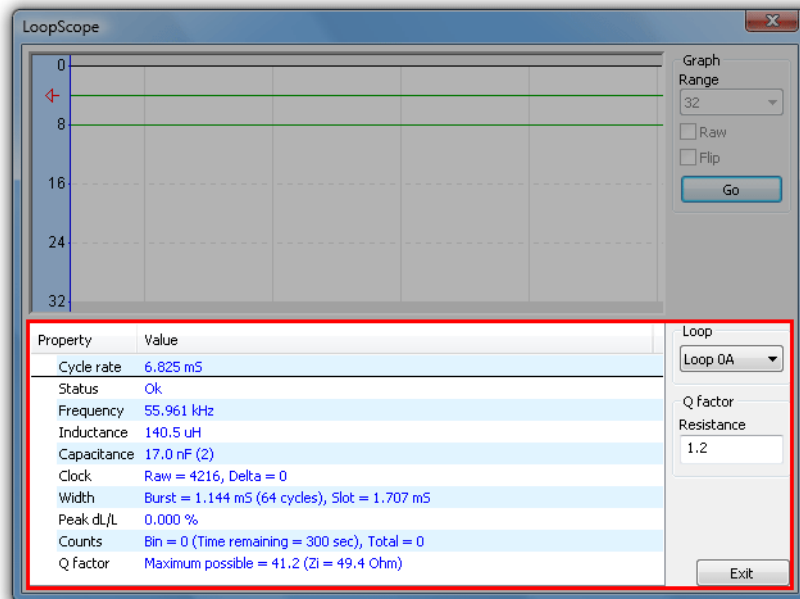 LoopScope
0
8
16
24
32
Graph
Range
32
Raw
Flip
Go
Property Value
Cycle rate 6.825 mS
Status Ok
Frequency 55.961 kHz
Inductance 140.5 uH
Capacitance 17.0 nF (2)
Clock Raw = 4216, Delta = 0
Width Burst = 1.144 mS (64 cycles), Slot = 1.707 mS
Peak dL/L 0.000 %
Counts Bin = 0 (Time remaining = 300 sec), Total = 0
Q factor Maximum possible = 41.2 (Zi = 49.4 Ohm)
Loop
Loop 0A
Q factor
Resistance
1.2
Exit